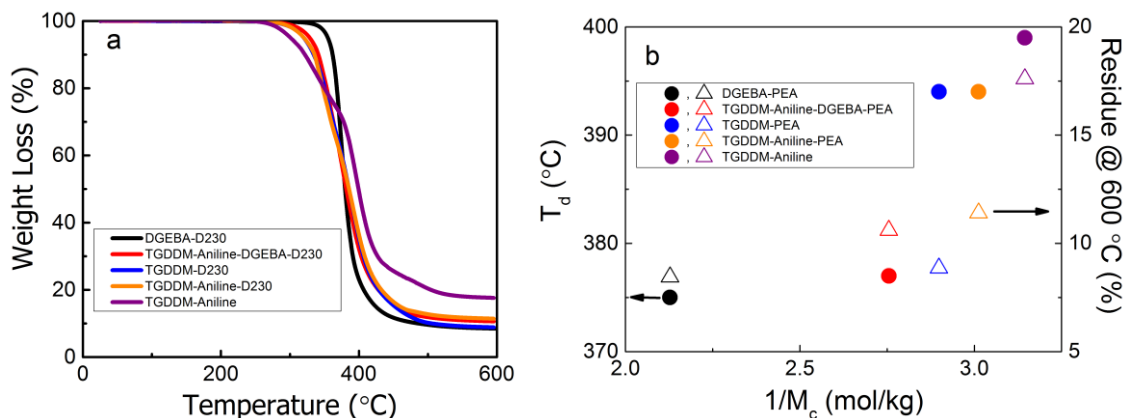 a
100
80
60
40
20
0
Weight Loss (%)
DGEBA-D230
TGDDM-Aniline-DGEBA-D230
TGDDM-D230
TGDDM-Aniline-D230
TGDDM-Aniline
0 200 400 600
Temperature (°C)
b
400
390
380
370
T_d (°C)
DGEBA-PEA
TGDDM-Aniline-DGEBA-PEA
TGDDM-PEA
TGDDM-Aniline-PEA
TGDDM-Aniline
20
15
10
5
Residue @ 600 °C (%)
2.0 2.5 3.0
1/M_c (mol/kg)